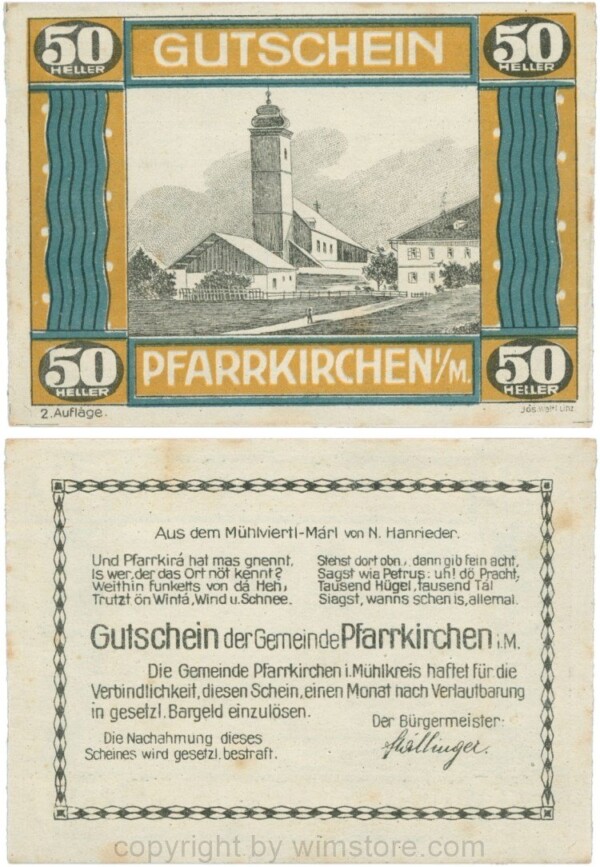 50 HELLER
GUTSCHEIN
50 HELLER
50 HELLER
PFARRKIRCHEN i/M.
50 HELLER
2. Auflage.
Aus dem Mühlviertl-Märl von N. Hanrieder.
Und Pfarrkirá hat mas gnennt,
Is wer, der das Ort nöt kennt?
Weithin funkelts von dá Heh,
Trutzt ön Wintá, Wind u. Schnee.
Stehst dort obn, dann gib fein acht,
Sagst wia Petrus: uh! dö Pracht,
Tausend Hügel, tausend Tal
Siagst, wanns schen is, allemal.
Gutschein der Gemeinde Pfarrkirchen i. M.
Die Gemeinde Pfarrkirchen i. Mühlkreis haftet für die
Verbindlichkeit, diesen Schein, einen Monat nach Verlautbarung
in gesetzl. Bargeld einzulösen.
Der Bürgermeister:
Die Nachahmung dieses
Scheines wird gesetzl. bestraft.
copyright by wimstore.com